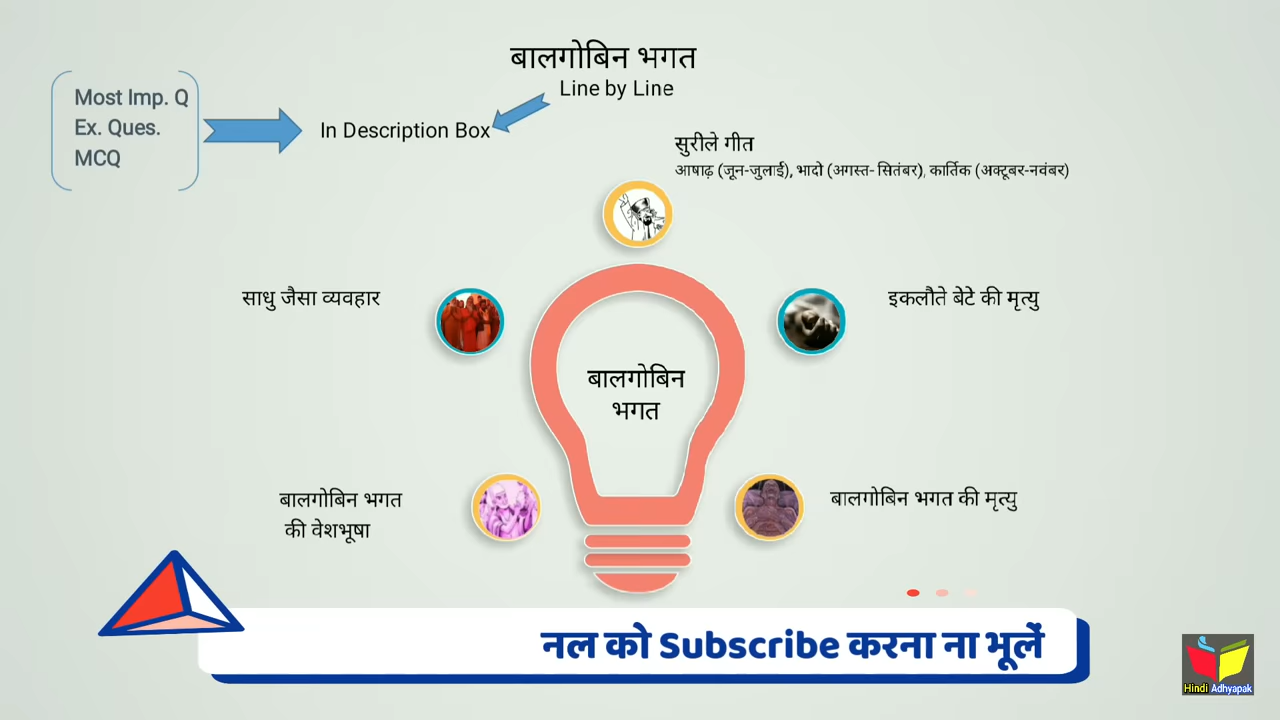 बालगोबिन भगत
Line by Line
Most Imp. Q
Ex. Ques.
MCQ
In Description Box
सुरीले गीत
आषाढ़ (जून-जुलाई), भादो (अगस्त- सितंबर), कार्तिक (अक्टूबर-नवंबर)
साधु जैसा व्यवहार
इकलौते बेटे की मृत्यु
बालगोबिन
भगत
बालगोबिन भगत
की वेशभूषा
बालगोबिन भगत की मृत्यु
नल को Subscribe करना ना भूलें
Hindi Adhyapak